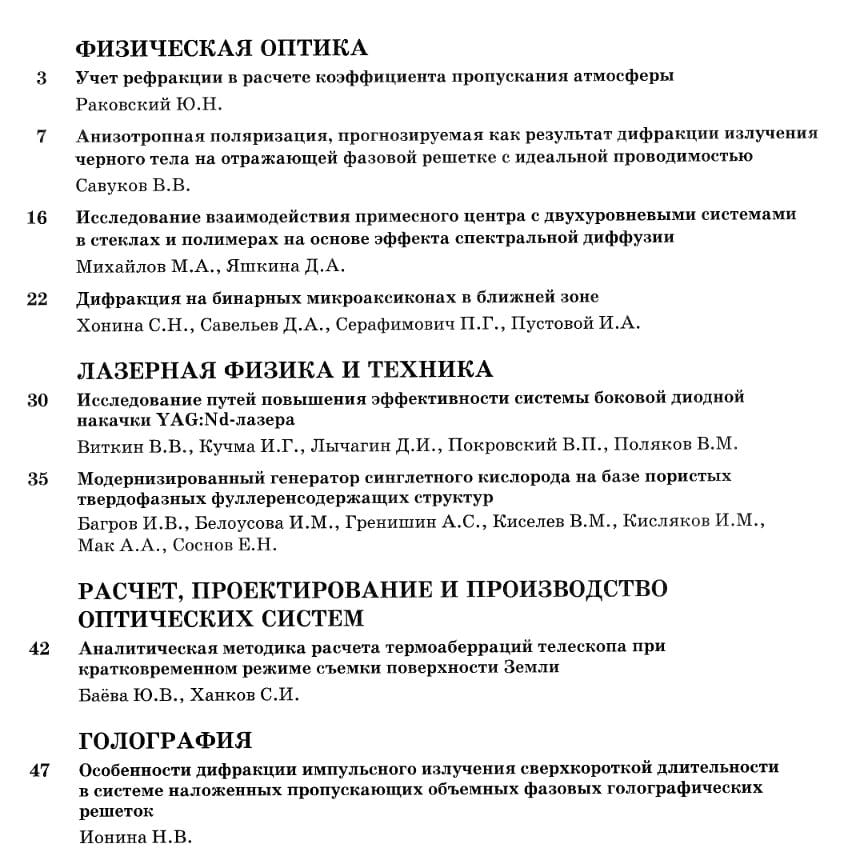 ФИЗИЧЕСКАЯ ОПТИКА
3 Учет рефракции в расчете коэффициента пропускания атмосферы
Раковский Ю.Н.
7 Анизотропная поляризация, прогнозируемая как результат дифракции излучения
черного тела на отражающей фазовой решетке с идеальной проводимостью
Савуков В.В.
16 Исследование взаимодействия примесного центра с двухуровневыми системами
в стеклах и полимерах на основе эффекта спектральной диффузии
Михайлов М.А., Яшкина Д.А.
22 Дифракция на бинарных микроаксиконах в ближней зоне
Хонина С.Н., Савельев Д.А., Серафимович П.Г., Пустовой И.А.
ЛАЗЕРНАЯ ФИЗИКА И ТЕХНИКА
30 Исследование путей повышения эффективности системы боковой диодной
накачки YAG:Nd-лазера
Виткин В.В., Кучма И.Г., Лычагин Д.И., Покровский В.П., Поляков В.М.
35 Модернизированный генератор синглетного кислорода на базе пористых
твердофазных фуллеренсодержащих структур
Багров И.В., Белоусова И.М., Гренишин А.С., Киселев В.М., Кисляков И.М.,
Мак А.А., Соснов Е.Н.
РАСЧЕТ, ПРОЕКТИРОВАНИЕ И ПРОИЗВОДСТВО
ОПТИЧЕСКИХ СИСТЕМ
42 Аналитическая методика расчета термоаберраций телескопа при
кратковременном режиме съемки поверхности Земли
Баёва Ю.В., Ханков С.И.
ГОЛОГРАФИЯ
47 Особенности дифракции импульсного излучения сверхкороткой длительности
в системе наложенных пропускающих объемных фазовых голографических
решеток
Ионина Н.В.